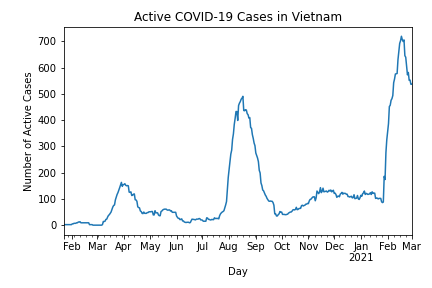 Active COVID-19 Cases in Vietnam
700
600
500
400
300
200
100
0
Number of Active Cases
Feb Mar Apr May Jun Jul Aug Sep Oct Nov Dec Jan Feb Mar
2021
Day